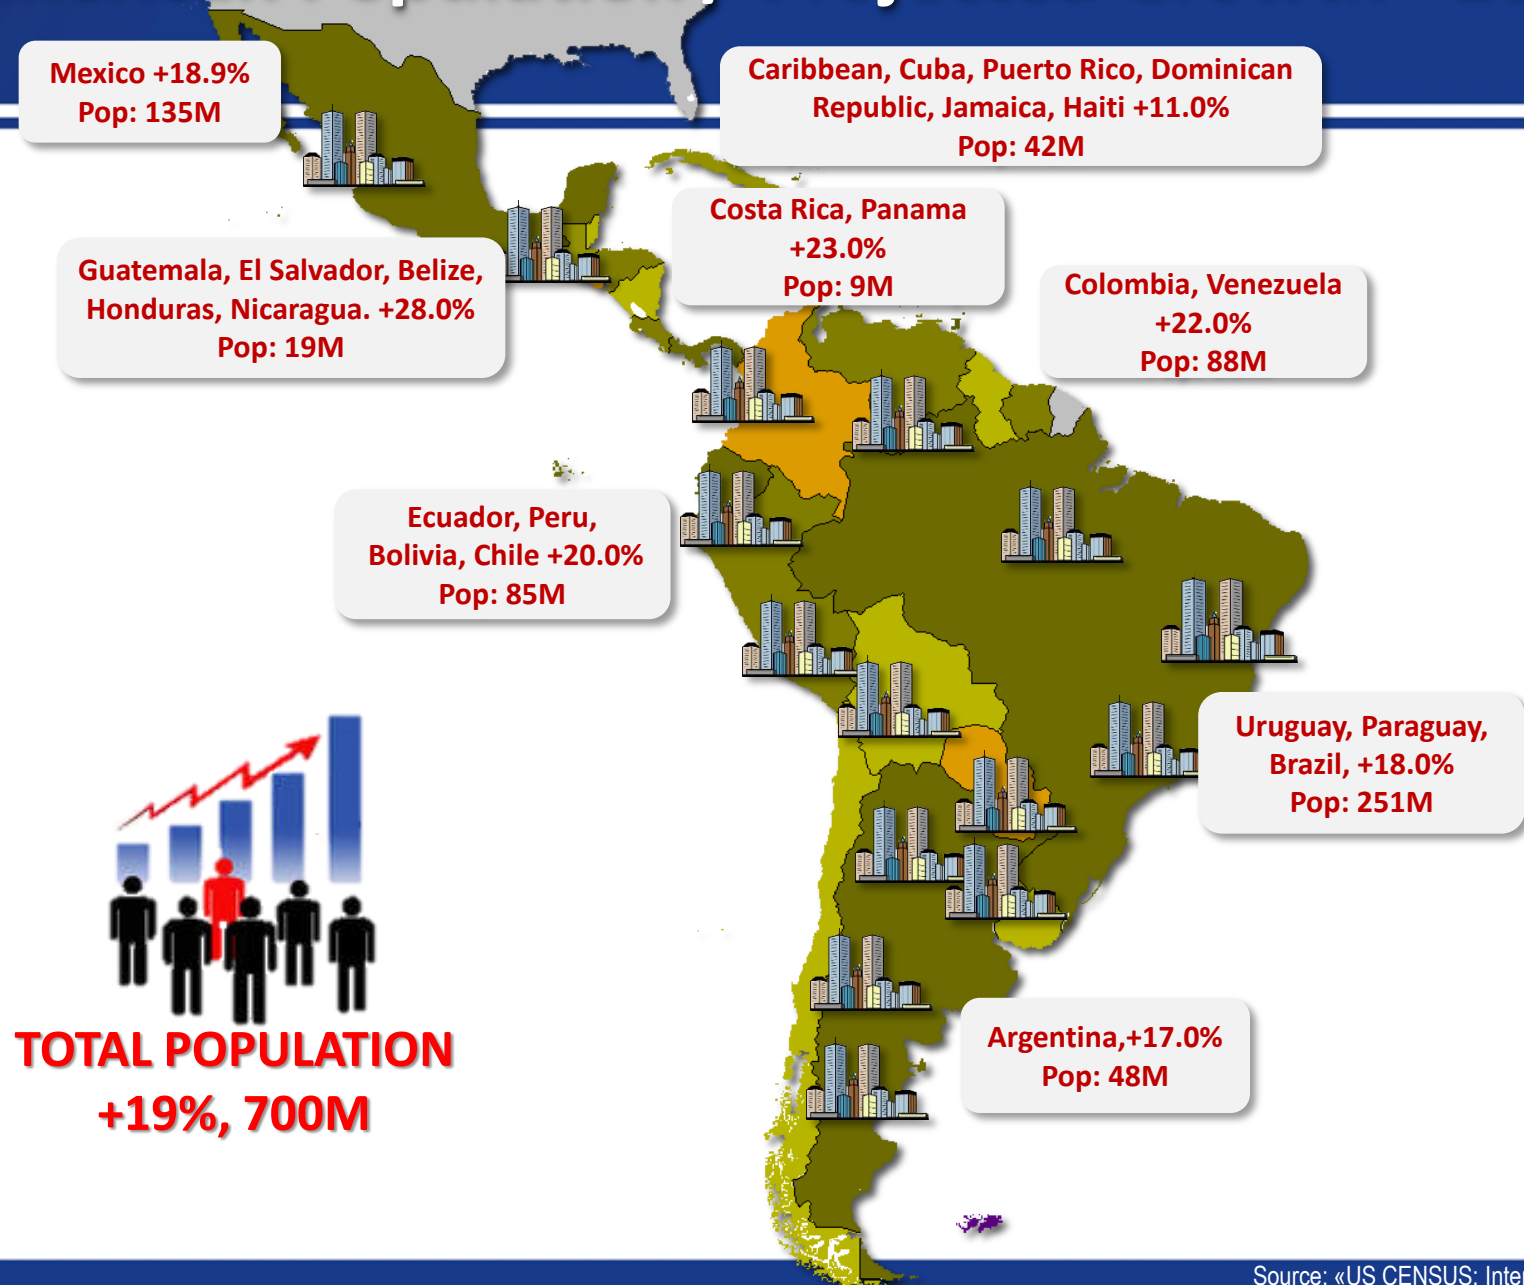 Mexico +18.9%
Pop: 135M
Caribbean, Cuba, Puerto Rico, Dominican
Republic, Jamaica, Haiti +11.0%
Pop: 42M
Costa Rica, Panama
+23.0%
Pop: 9M
Guatemala, El Salvador, Belize,
Honduras, Nicaragua. +28.0%
Pop: 19M
Colombia, Venezuela
+22.0%
Pop: 88M
Ecuador, Peru,
Bolivia, Chile +20.0%
Pop: 85M
Uruguay, Paraguay,
Brazil, +18.0%
Pop: 251M
TOTAL POPULATION
+19%, 700M
Argentina,+17.0%
Pop: 48M
Source: «US CENSUS: Inte